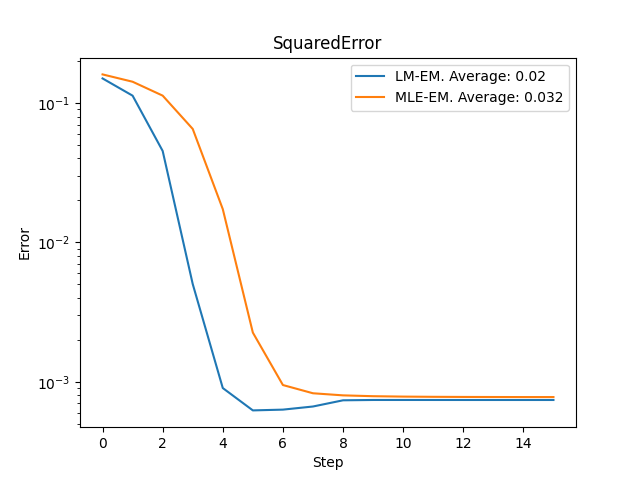 SquaredError
LM-EM. Average: 0.02
MLE-EM. Average: 0.032
Error
10⁻¹
10⁻²
10⁻³
0 2 4 6 8 10 12 14
Step